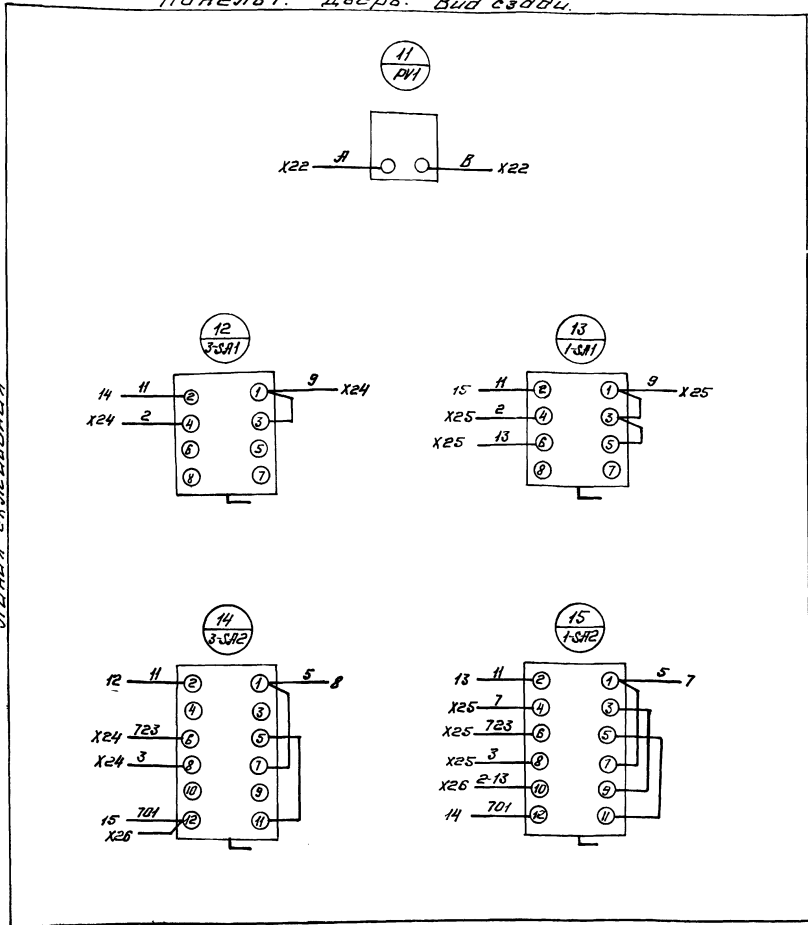 Панель1. Дверь. Вид сзади.
11
PV1
X22 A B X22
12
3-SA1
13
1-SA1
14 11 2 1 9 X24
X24 2 4 3
6 5
8 7
15 11 2 1 9 X25
X25 2 4 3
X25 13 6 5
8 7
14
3-SA2
15
1-SA2
12 11 2 1 5 8
4 3
X24 723 6 5
X24 3 8 7
10 9
15 701 12 11
X26
13 11 2 1 5 7
X25 7 4 3
X25 723 6 5
X25 3 8 7
X26 2-13 10 9
14 701 12 11